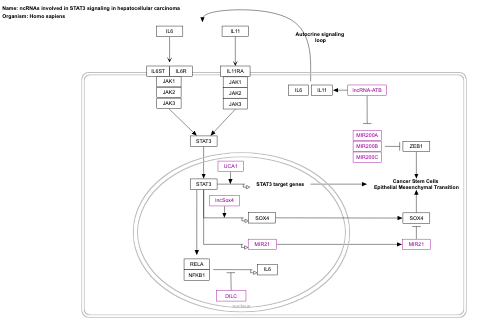 Name: ncRNAs involved in STAT3 signaling in hepatocellular carcinoma
Organism: Homo sapiens
IL6
IL11
Autocrine signaling
loop
IL6ST
IL6R
IL11RA
JAK1
JAK2
JAK3
JAK1
JAK2
JAK3
IL6
IL11
lncRNA-ATB
MIR200A
MIR200B
MIR200C
ZEB1
STAT3
UCA1
STAT3
STAT3 target genes
Cancer Stem Cells
Epithelial Mesenchymal Transition
lncSox4
SOX4
SOX4
MIR21
MIR21
RELA
NFKB1
IL6
DILC